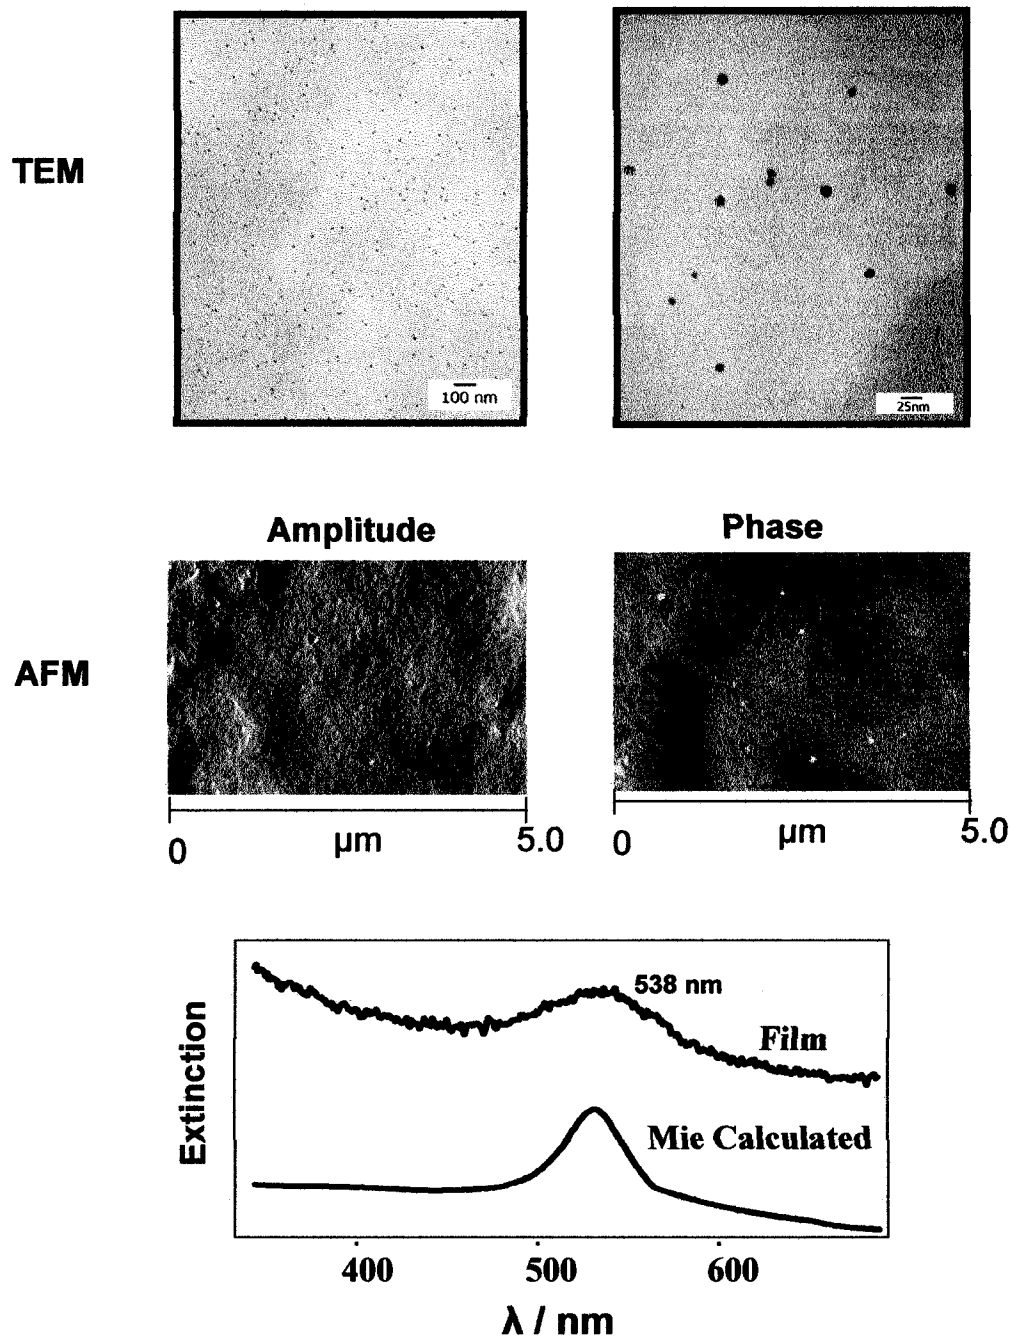 TEM
100 nm
25nm
Amplitude
Phase
AFM
0
µm
5.0
0
µm
5.0
538 nm
Film
Mie Calculated
Extinction
400
500
600
λ / nm